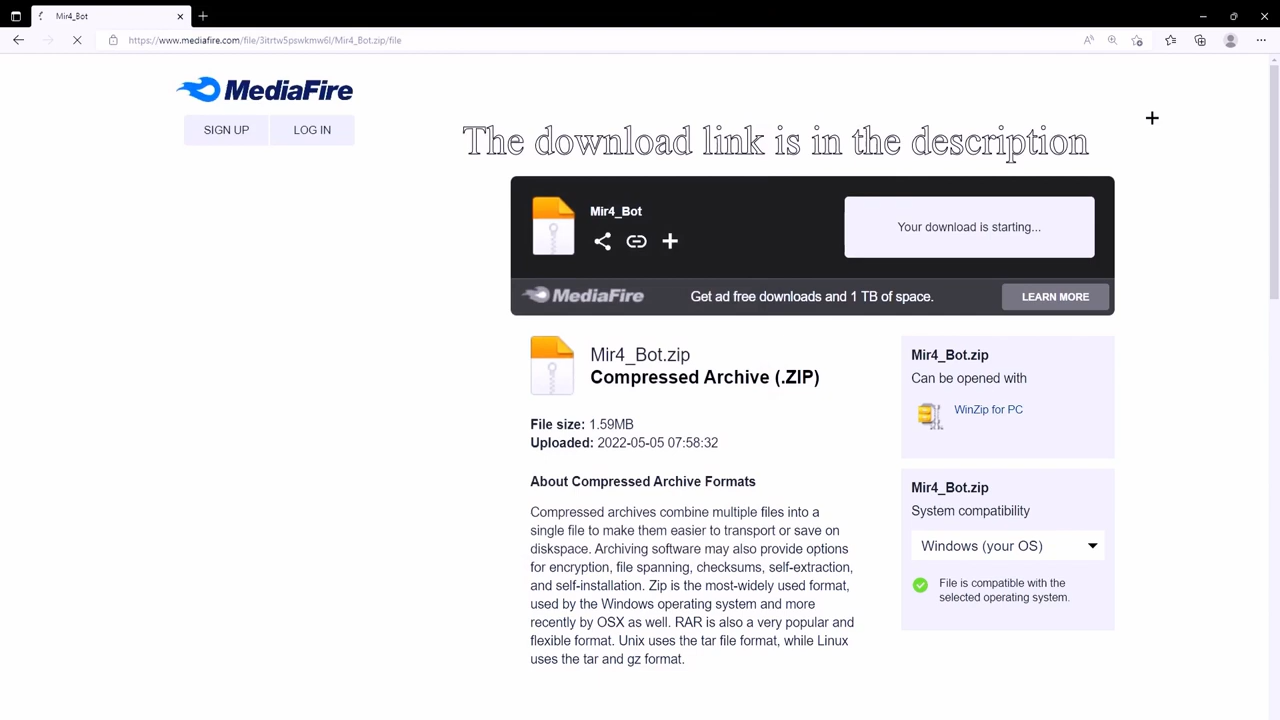 Mir4_Bot
https://www.mediafire.com/file/3itrtw5pswkmw6l/Mir4_Bot.zip/file
MediaFire
SIGN UP
LOG IN
The download link is in the description
Mir4_Bot
Your download is starting...
MediaFire
Get ad free downloads and 1 TB of space.
LEARN MORE
Mir4_Bot.zip
Compressed Archive (.ZIP)
File size: 1.59MB
Uploaded: 2022-05-05 07:58:32
About Compressed Archive Formats
Compressed archives combine multiple files into a
single file to make them easier to transport or save on
diskspace. Archiving software may also provide options
for encryption, file spanning, checksums, self-extraction,
and self-installation. Zip is the most-widely used format,
used by the Windows operating system and more
recently by OSX as well. RAR is also a very popular and
flexible format. Unix uses the tar file format, while Linux
uses the tar and gz format.
Mir4_Bot.zip
Can be opened with
WinZip for PC
Mir4_Bot.zip
System compatibility
Windows (your OS)
File is compatible with the
selected operating system.